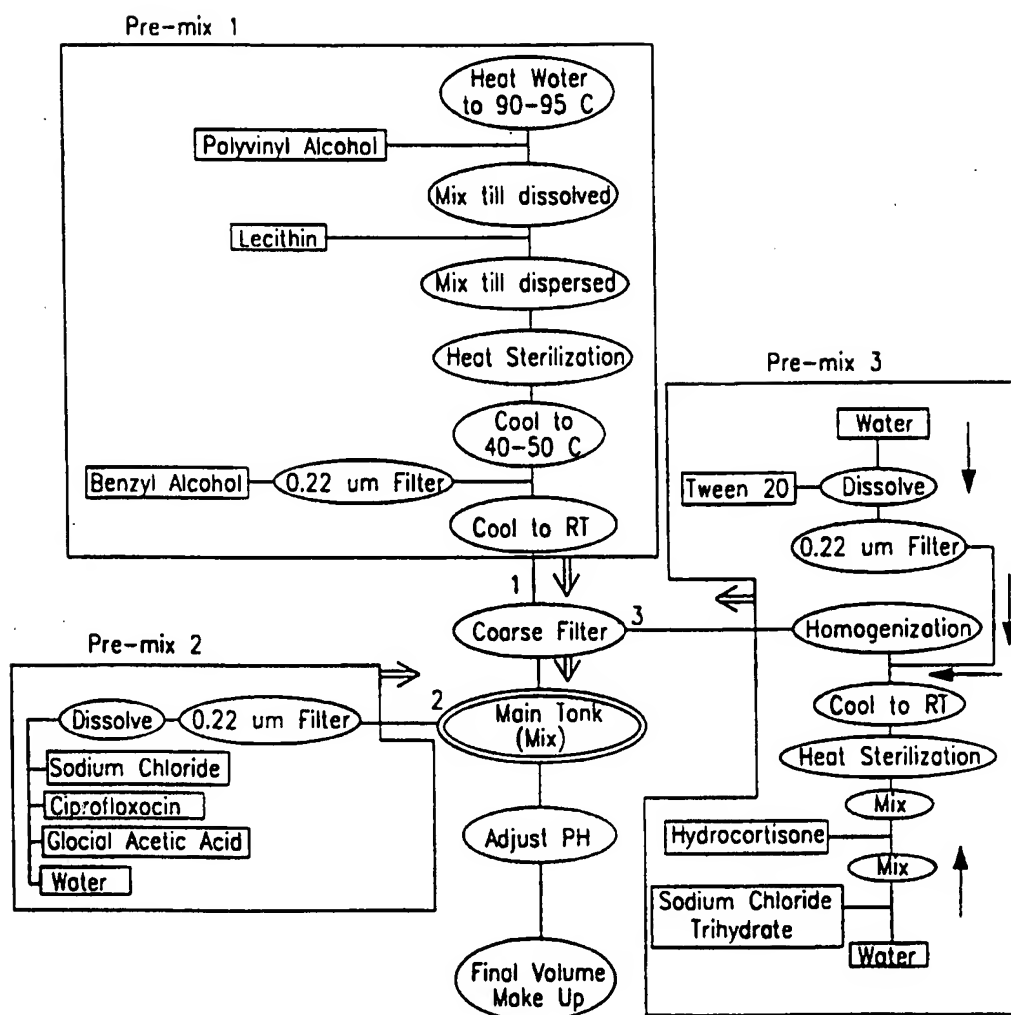 Pre-mix 1
Heat Woter
to 90-95 C
Polyvinyl Alcohol
Mix till dissolved
Lecithin
Mix till dispersed
Heat Sterilization
Cool to
40-50 C
Benzyl Alcohol
0.22 um Filter
Cool to RT
1
Coarse Filter
3
Pre-mix 3
Water
Tween 20
Dissolve
0.22 um Filter
Homogenization
Cool to RT
Heat Sterilization
Mix
Hydrocortisone
Mix
Sodium Chloride
Trihydrate
Water
Pre-mix 2
Dissolve
0.22 um Filter
2
Sodium Chloride
Ciprofloxocin
Glocial Acetic Acid
Water
Main Tonk
(Mix)
Adjust PH
Final Volume
Make Up